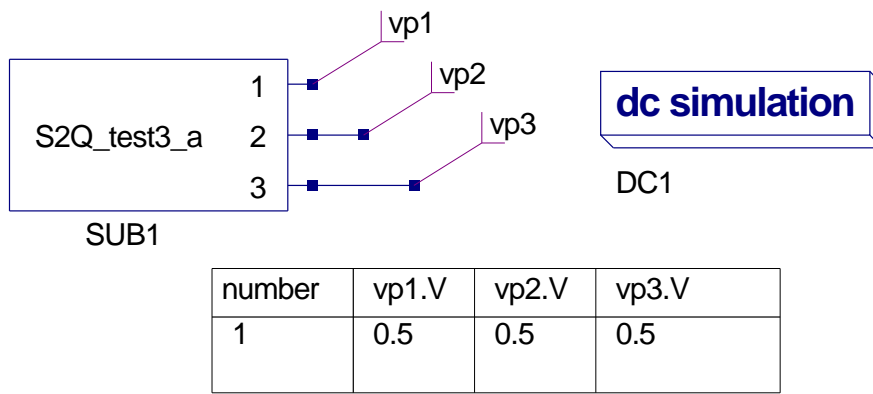 vp1
vp2
vp3
1
S2Q_test3_a 2
3
SUB1
dc simulation
DC1
number vp1.V vp2.V vp3.V
1 0.5 0.5 0.5